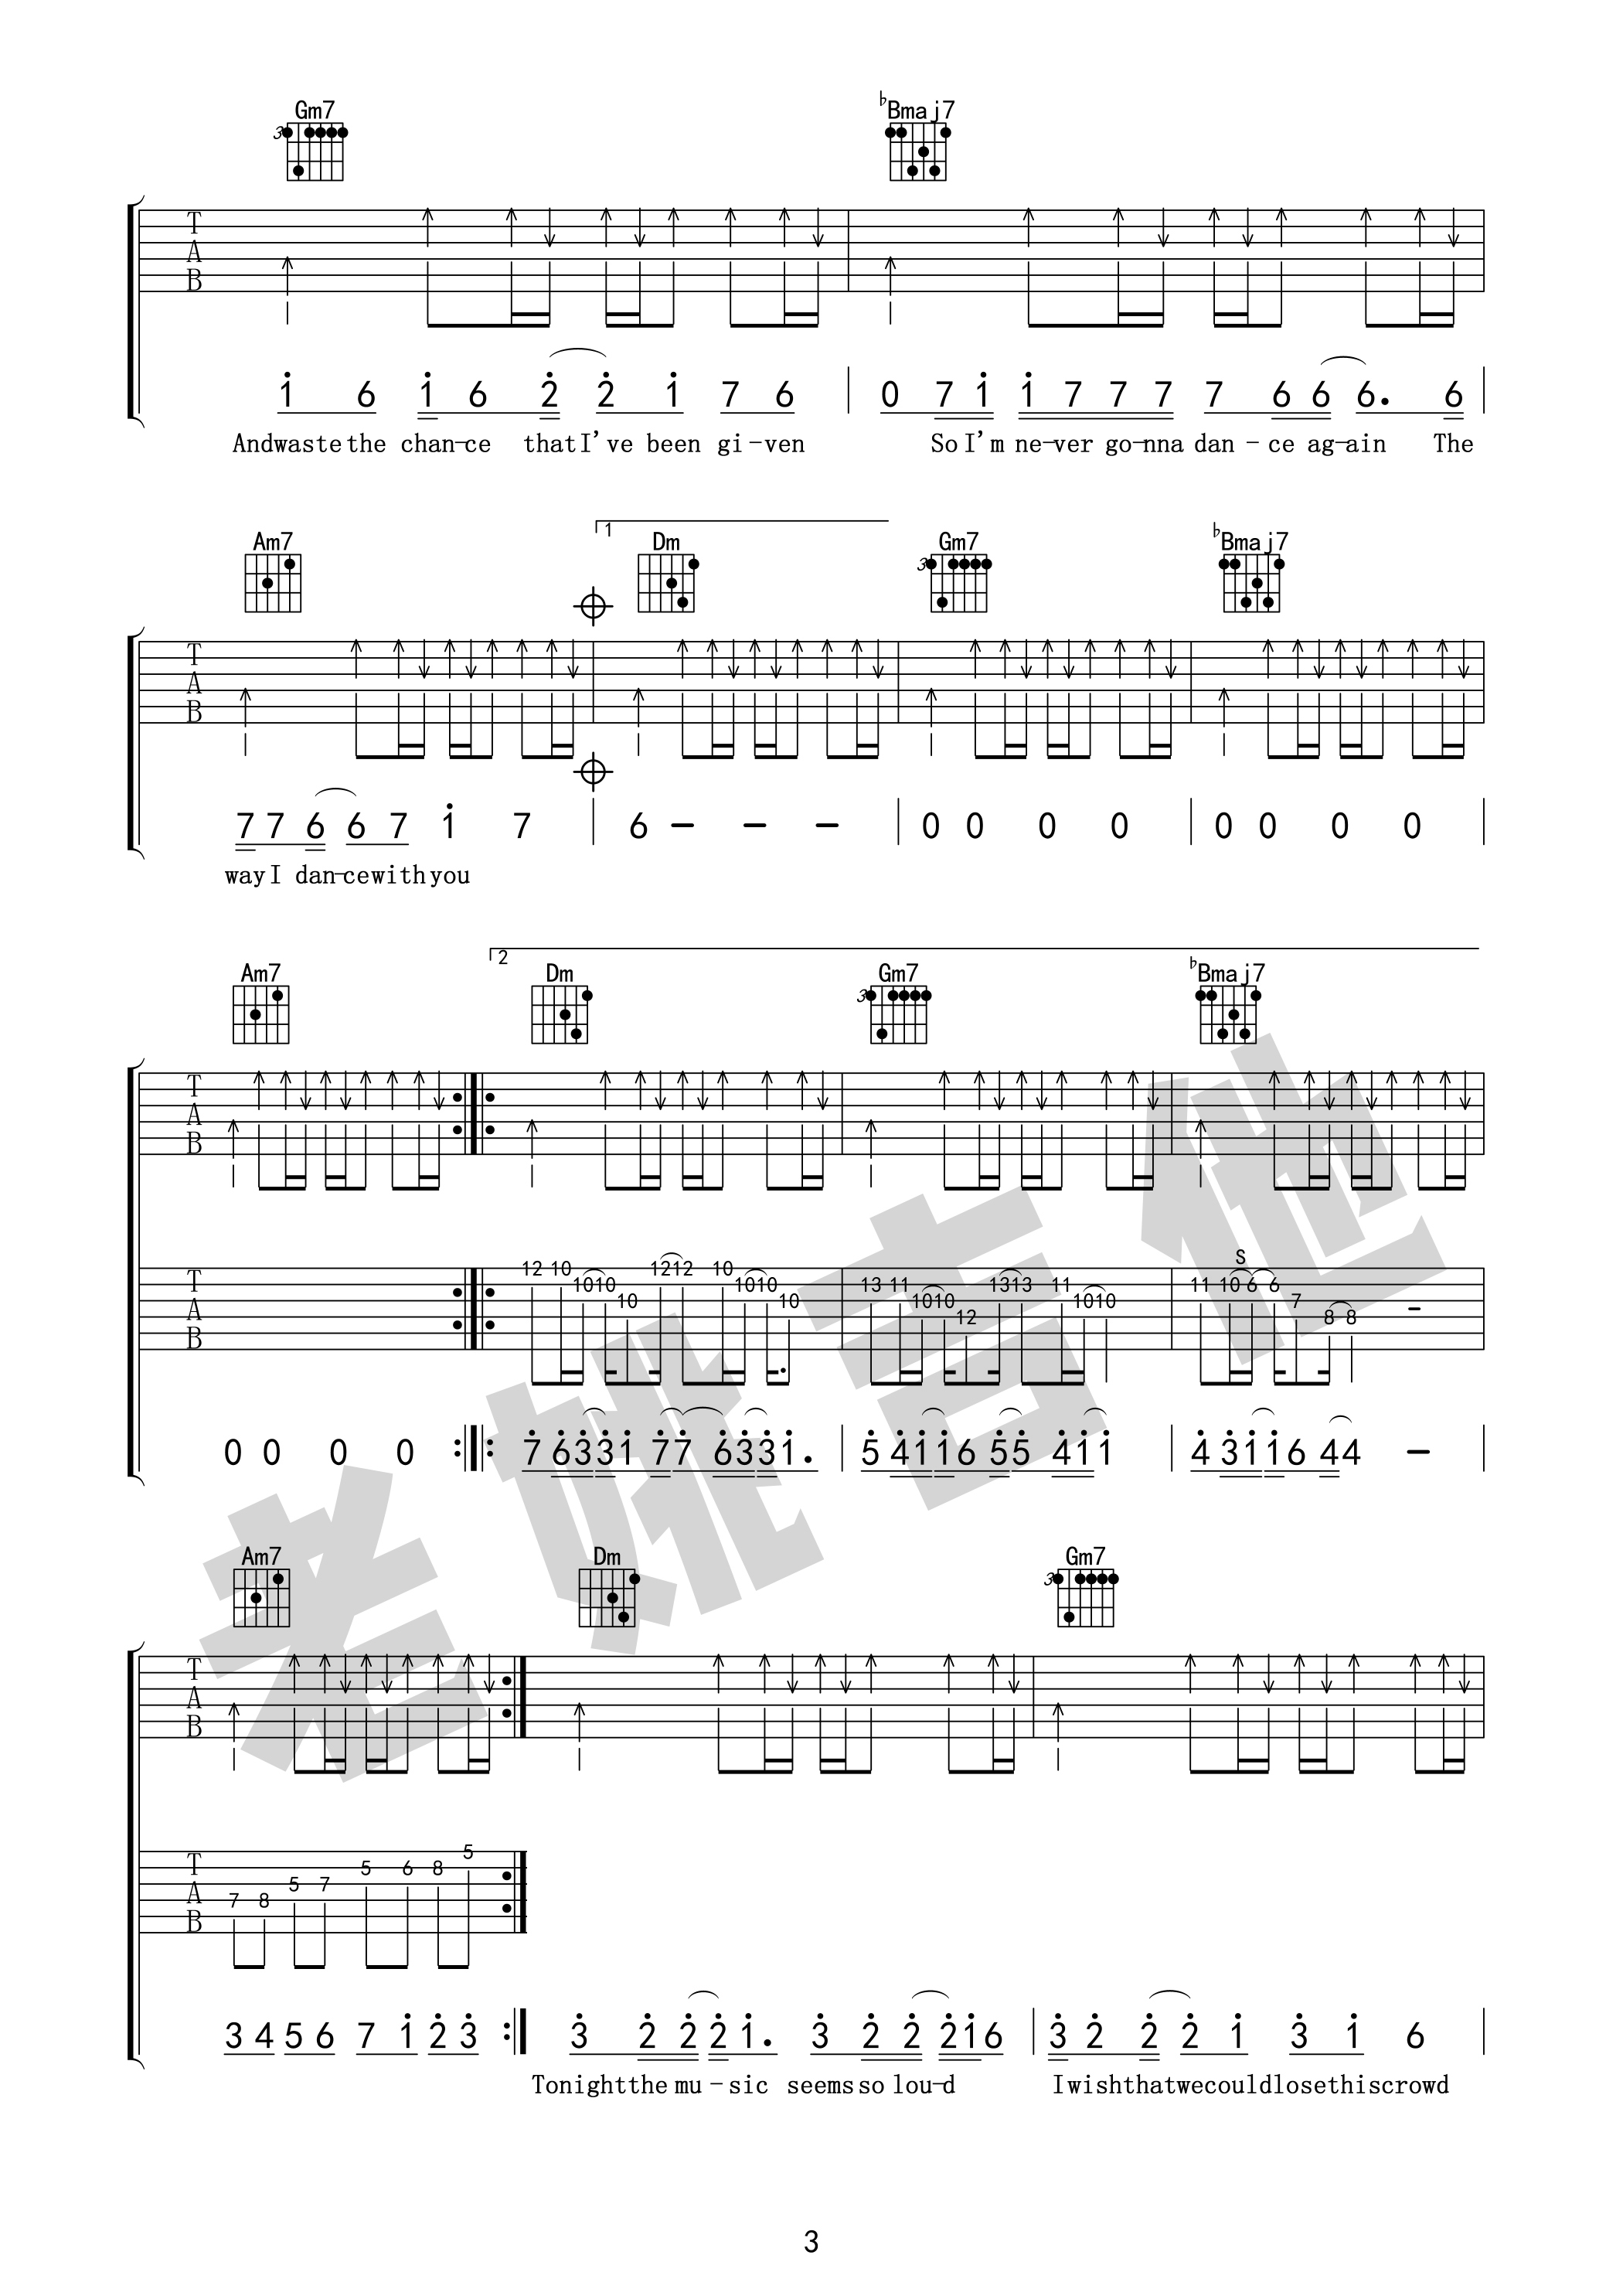 Gm7 ♭Bmaj7
3
T
A
B
1 6 1 6 2 2 1 7 6 0 7 1 1 7 7 7 7 6 6 6. 6
Andwaste the chan-ce that I've been gi-ven So I'm ne-ver go-nna dan-ce ag-ain The
1
Am7 Dm Gm7 ♭Bmaj7
3
T
A
B
7 7 6 6 7 1 7 6 - - - 0 0 0 0 0 0 0 0
way I dan-ce with you
2
Am7 Dm Gm7 ♭Bmaj7
3
T
A
B
S
12 10 10 10 10 12 12 10 10 10 10 13 11 10 10 12 13 13 11 10 10 11 10 6 6 7 8 8 -
T
A
B
0 0 0 0 7 6 3 3 1 7 7 6 3 3 1. 5 4 1 1 6 5 5 4 1 1 4 3 1 1 6 4 4 -
老姚吉他
Am7 Dm Gm7
3
T
A
B
7 8 5 7 5 6 8 5
T
A
B
3 4 5 6 7 1 2 3 3 2 2 2 1. 3 2 2 2 1 6 3 2 2 2 1 3 1 6
Tonight the mu-sic seems so lou-d I wish that we could lose this crowd
3